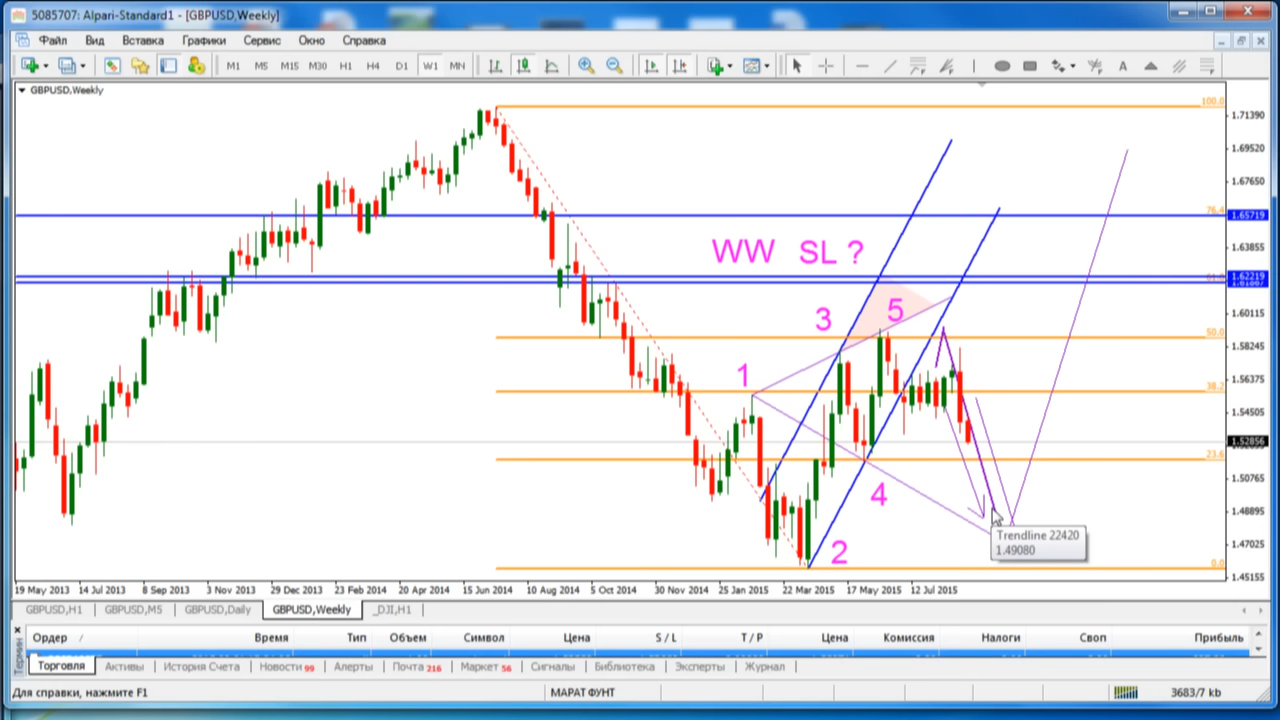 5085707: Alpari-Standard1 - [GBPUSD,Weekly]
Файл Вид Вставка Графики Сервис Окно Справка
M1 M5 M15 M30 H1 H4 D1 W1 MN
A
GBPUSD,Weekly
100.0
1.71390
1.69520
1.67650
76.4
1.65719
1.63855
WW SL ?
1.62219
3
5
1.60115
50.0
1.58245
1
1.56375
38.2
1.54505
1.52856
23.6
1.50765
4
1.48895
Trendline 22420
1.49080
1.47025
2
0.0
1.45155
19 May 2013 14 Jul 2013 8 Sep 2013 3 Nov 2013 29 Dec 2013 23 Feb 2014 20 Apr 2014 15 Jun 2014 10 Aug 2014 5 Oct 2014 30 Nov 2014 25 Jan 2015 22 Mar 2015 17 May 2015 12 Jul 2015
GBPUSD,H1 GBPUSD,M5 GBPUSD,Daily GBPUSD,Weekly _DJI,H1
Ордер / Время Тип Объем Символ Цена S / L T / P Цена Комиссия Налоги Своп Прибыль
Торговля Активы История Счета Новости 99 Алерты Почта 216 Маркет 56 Сигналы Библиотека Эксперты Журнал
Для справки, нажмите F1 МАРАТ ФУНТ 3683/7 kb